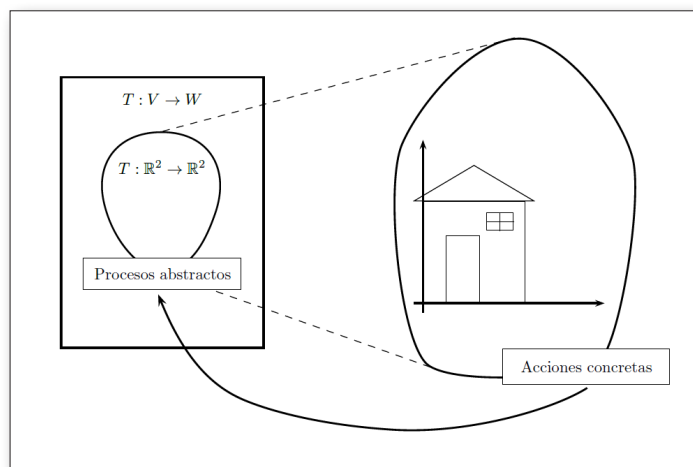 T : V → W
T : ℝ² → ℝ²
Procesos abstractos
Acciones concretas